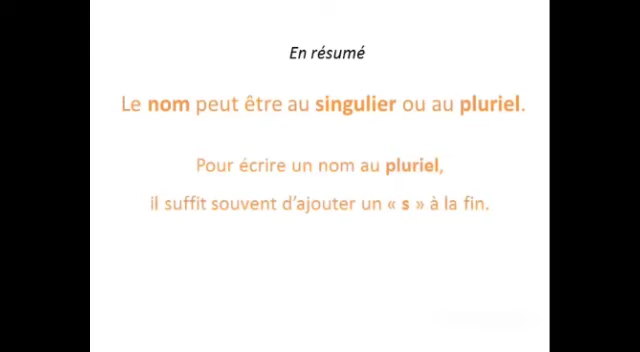 En résumé
Le nom peut être au singulier ou au pluriel.
Pour écrire un nom au pluriel,
il suffit souvent d’ajouter un « s » à la fin.